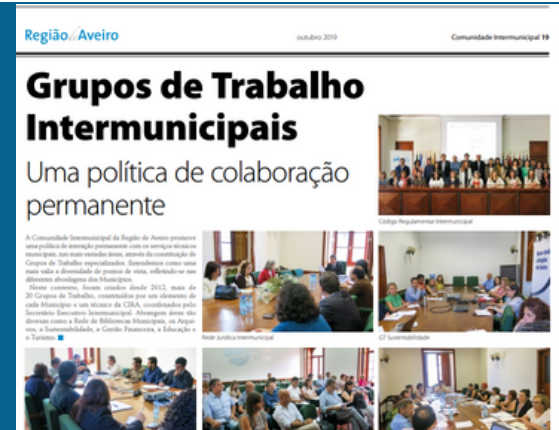 Região de Aveiro
outubro 2019
Comunidade Intermunicipal 19
Grupos de Trabalho
Intermunicipais
Uma política de colaboração
permanente
Código Regulamentar Intermunicipal
A Comunidade Intermunicipal da Região de Aveiro promove
uma política de interação permanente com os serviços técnicos
municipais, nas mais variadas áreas, através da constituição de
Grupos de Trabalho especializados. Entendemos como uma
mais valia a diversidade de pontos de vista, refletindo-se nas
diferentes abordagens dos Municípios.
Neste contexto, foram criados desde 2012, mais de
20 Grupos de Trabalho, constituídos por um elemento de
cada Município e um técnico da CIRA, coordenados pelo
Secretário Executivo Intermunicipal. Abrangem áreas tão
diversas como a Rede de Bibliotecas Municipais, os Arqui-
vos, a Sustentabilidade, a Gestão Financeira, a Educação e
o Turismo.
Rede Jurídica Intermunicipal
GT Sustentabilidade